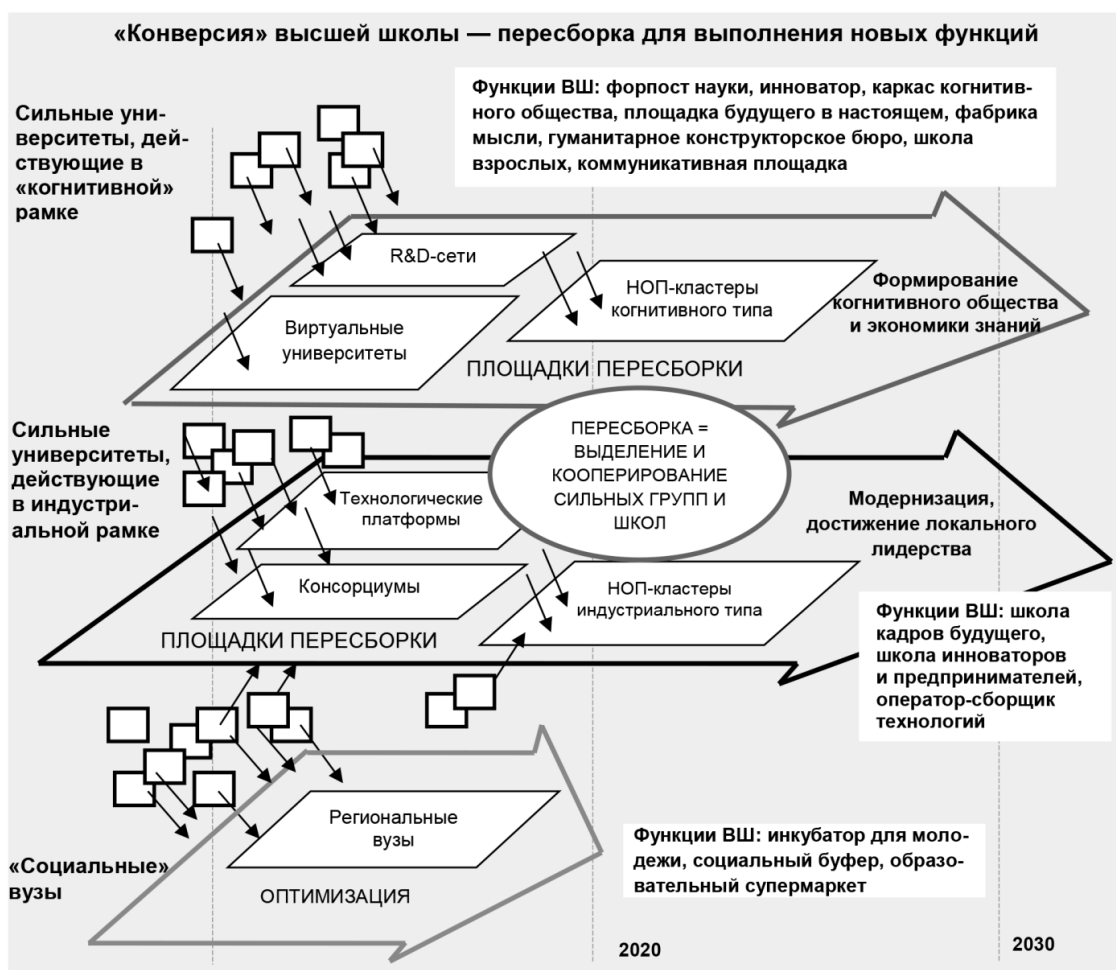 «Конверсия» высшей школы — пересборка для выполнения новых функций
Функции ВШ: форпост науки, инноватор, каркас когнитив-
ного общества, площадка будущего в настоящем, фабрика
мысли, гуманитарное конструкторское бюро, школа
взрослых, коммуникативная площадка
Сильные уни-
верситеты, дей-
ствующие в
«когнитивной»
рамке
R&D-сети
НОП-кластеры
когнитивного типа
Формирование
когнитивного общества
и экономики знаний
Виртуальные
университеты
ПЛОЩАДКИ ПЕРЕСБОРКИ
Сильные
университеты,
действующие
в индустри-
альной рамке
ПЕРЕСБОРКА =
ВЫДЕЛЕНИЕ И
КООПЕРИРОВАНИЕ
СИЛЬНЫХ ГРУПП И
ШКОЛ
Технологические
платформы
Модернизация,
достижение локального
лидерства
Консорциумы
НОП-кластеры
индустриального типа
ПЛОЩАДКИ ПЕРЕСБОРКИ
Функции ВШ: школа
кадров будущего,
школа инноваторов
и предпринимателей,
оператор-сборщик
технологий
Региональные
вузы
«Социальные»
вузы
ОПТИМИЗАЦИЯ
Функции ВШ: инкубатор для моло-
дежи, социальный буфер, образо-
вательный супермаркет
2020
2030